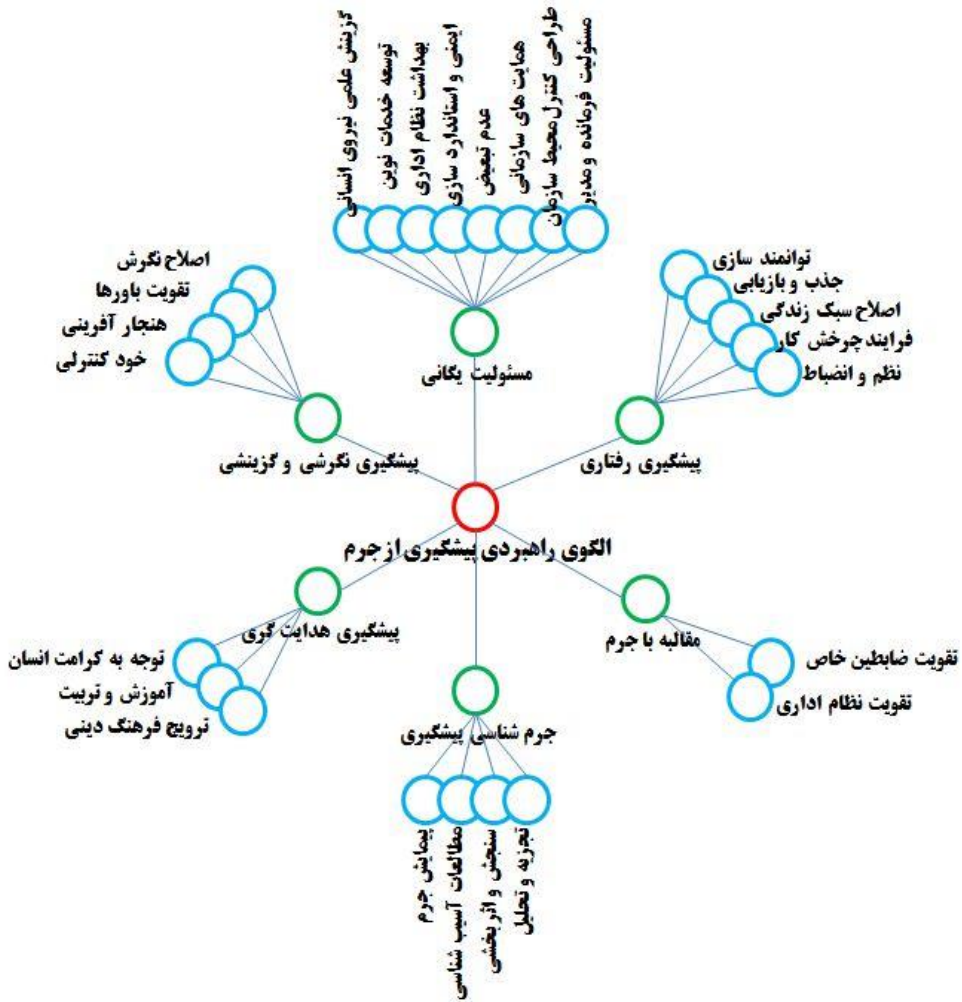 گزینش علمی نیروی انسانی
توسعه خدمات نوین
بهداشت نظام اداری
ایمنی و استاندارد سازی
عدم تبعیض
همایت های سازمانی
طراحی کنترل محیط سازمان
مسئولیت فرمانده و مدیر
مسئولیت یگانی
توانمند سازی
جذب و بازیابی
اصلاح سبک زندگی
فرایند چرخش کار
نظم و انضباط
پیشگیری رفتاری
اصلاح نگرش
تقویت باورها
هنجار آفرینی
خود کنترلی
پیشگیری نگرشی و گزینشی
الگوی راهبردی پیشگیری از جرم
مقالبه با جرم
تقویت ضابطین خاص
تقویت نظام اداری
پیشگیری هدایت گری
توجه به کرامت انسان
آموزش و تربیت
ترویج فرهنگ دینی
جرم شناسی پیشگیری
پیمایش جرم
مطالعات آسیب شناسی
سنجش و اثر بخشی
تجزیه و تحلیل